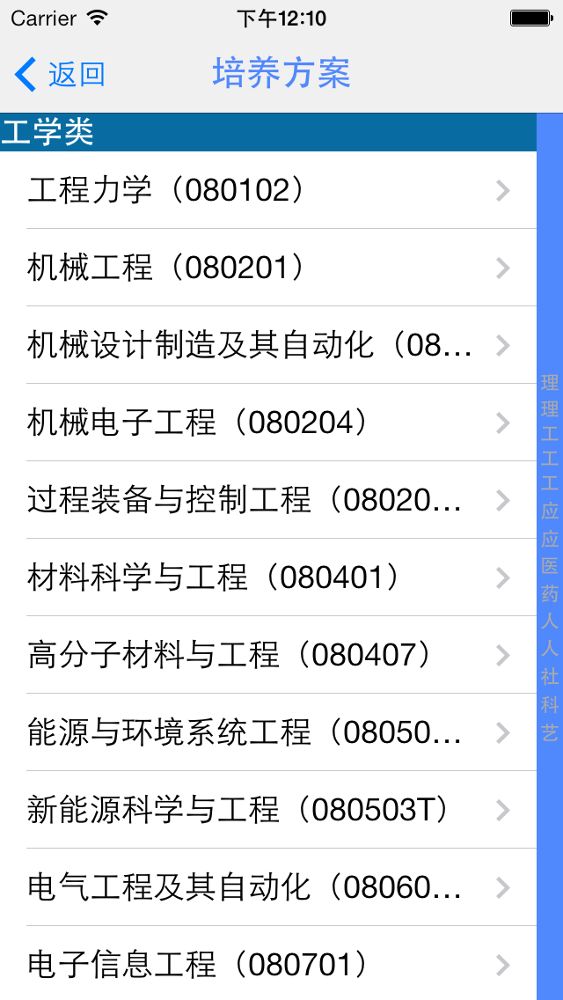 Carrier 下午12:10
返回 培养方案
工学类
工程力学（080102）
机械工程（080201）
机械设计制造及其自动化（08...
机械电子工程（080204）
过程装备与控制工程（08020...
材料科学与工程（080401）
高分子材料与工程（080407）
能源与环境系统工程（08050...
新能源科学与工程（080503T）
电气工程及其自动化（08060...
电子信息工程（080701）
理
理
工
工
工
应
应
医
药
人
人
社
科
艺